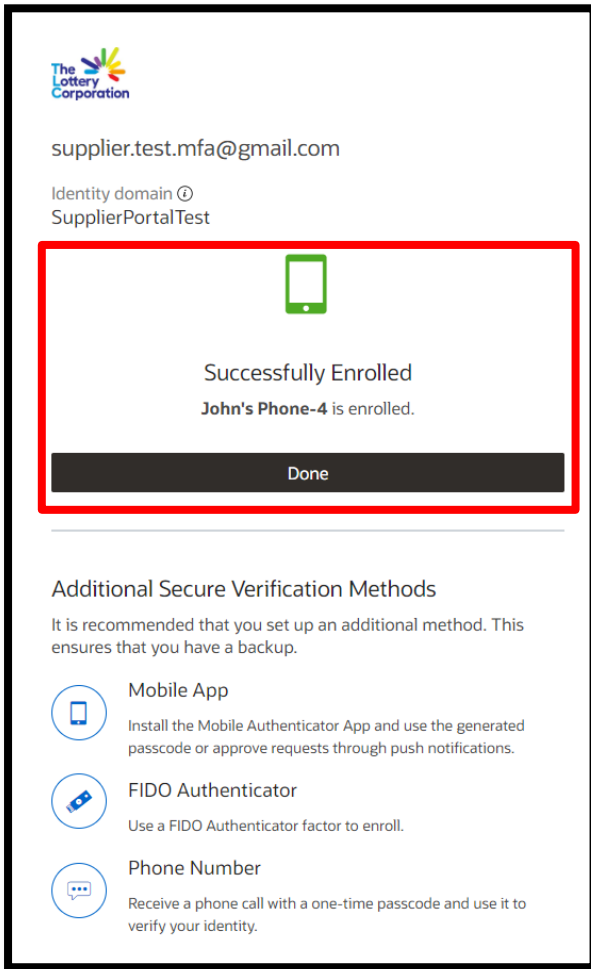 The
Lottery
Corporation
supplier.test.mfa@gmail.com
Identity domain
SupplierPortalTest
Successfully Enrolled
John's Phone-4 is enrolled.
Done
Additional Secure Verification Methods
It is recommended that you set up an additional method. This
ensures that you have a backup.
Mobile App
Install the Mobile Authenticator App and use the generated
passcode or approve requests through push notifications.
FIDO Authenticator
Use a FIDO Authenticator factor to enroll.
Phone Number
Receive a phone call with a one-time passcode and use it to
verify your identity.